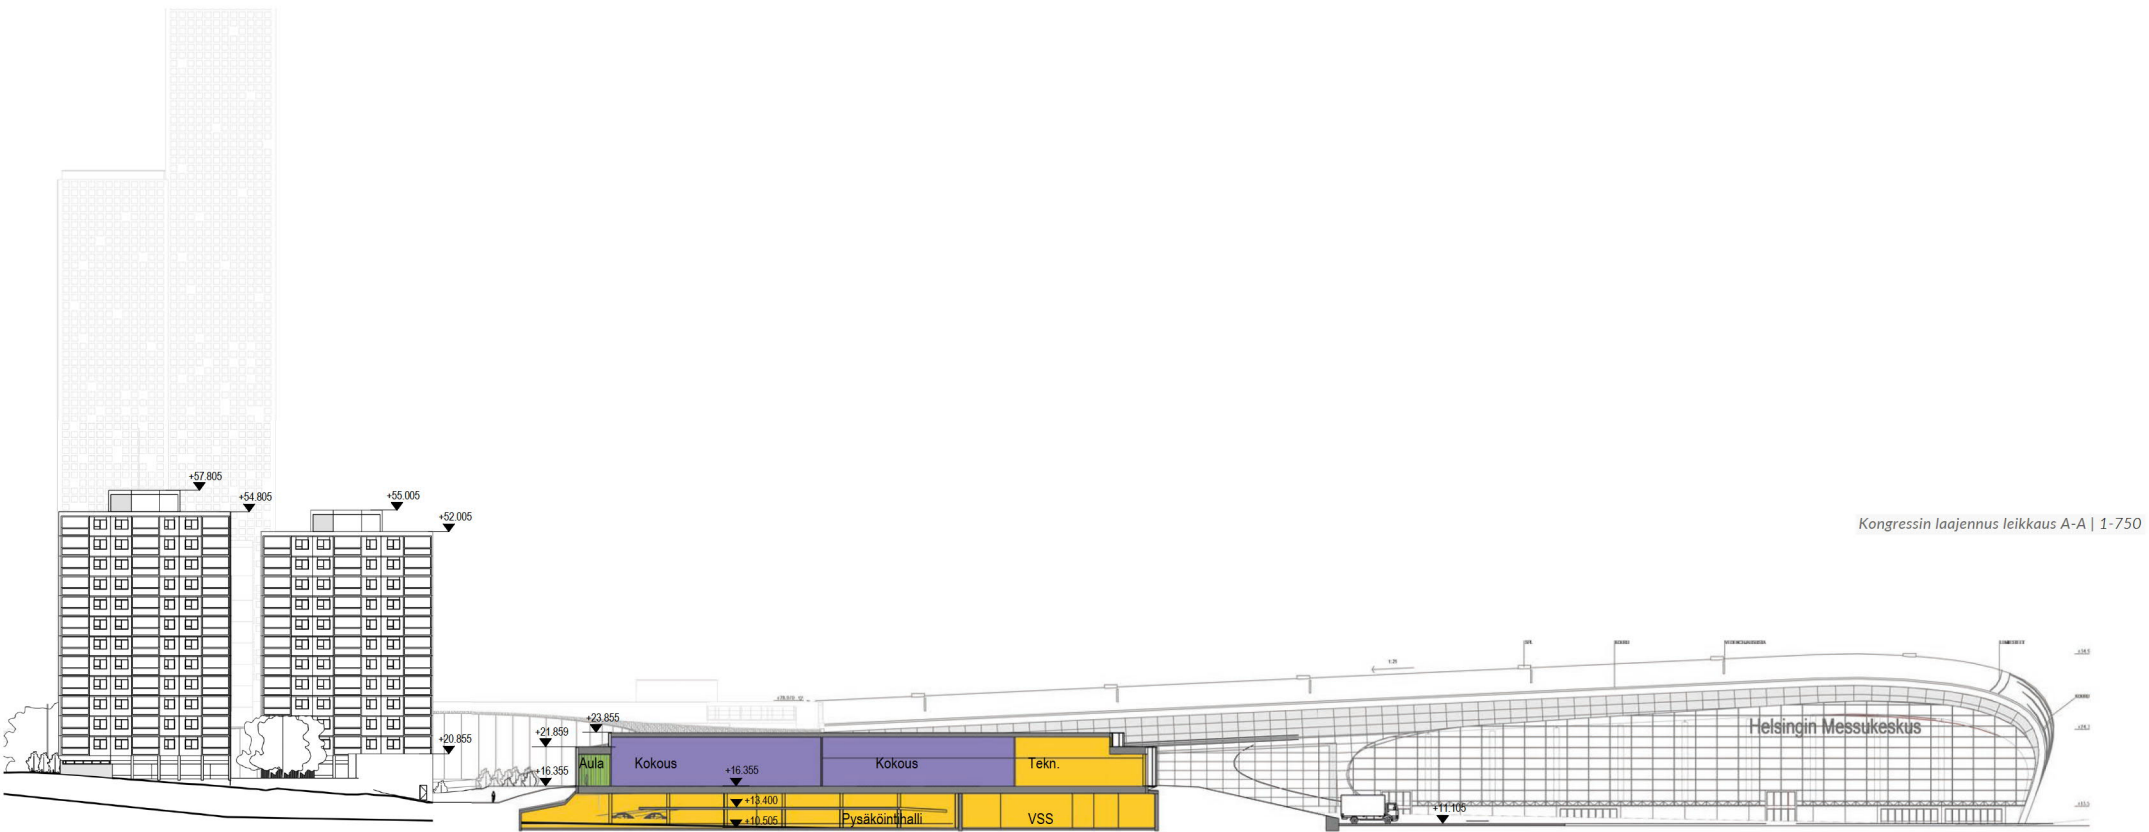 +57.805
+54.805
+55.005
+52.005
Kongressin laajennus leikkaus A-A | 1-750
+23.855
+21.859
+20.855
Helsingin Messukeskus
Aula
Kokous
Kokous
Tekn.
+16.355
+16.355
+13.400
+10.505
Pysäköintihalli
VSS
+11.105